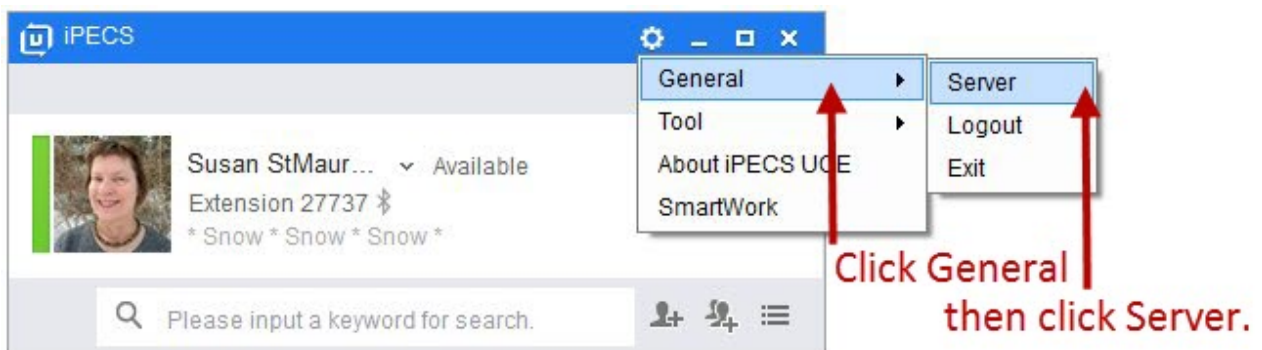 iPECS
General
Server
Tool
Logout
About iPECS UCE
Exit
SmartWork
Susan StMaur... Available
Extension 27737
* Snow * Snow * Snow *
Click General
then click Server.
Please input a keyword for search.